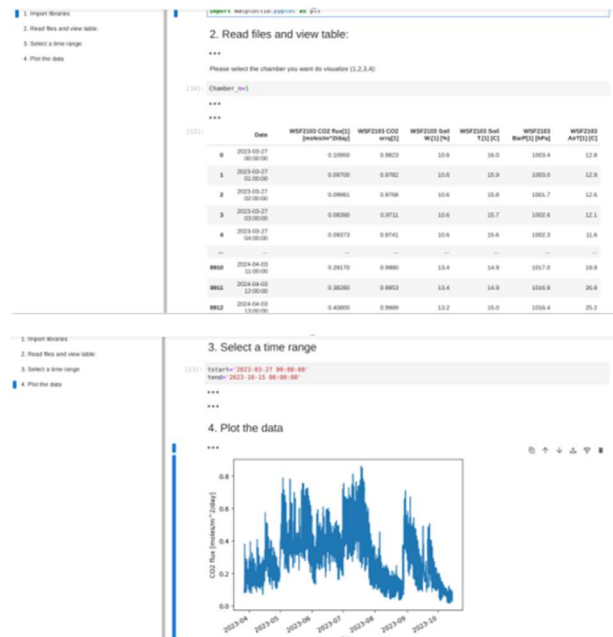 1. Import libraries
2. Read files and view table:
3. Select a time range
4. Plot the data
import matplotlib.pyplot as plt
2. Read files and view table:
•••
Please select the chamber you want do visualize (1,2,3,4):
[10]: Chamber_n=1
•••
•••
[12]:
Date WSF2103 CO2 flux[1] [moles/m^2/day] WSF2103 CO2 errq[1] WSF2103 Soil W.[1] [%] WSF2103 Soil T.[1] [C] WSF2103 BarP[1] [hPa] WSF2103 AirT[1] [C]
0 2023-03-27 00:00:00 0.10950 0.9823 10.6 16.0 1003.4 12.8
1 2023-03-27 01:00:00 0.09700 0.9782 10.6 15.9 1003.0 12.9
2 2023-03-27 02:00:00 0.09981 0.9768 10.6 15.8 1001.7 12.6
3 2023-03-27 03:00:00 0.08390 0.9711 10.6 15.7 1002.6 12.1
4 2023-03-27 04:00:00 0.09373 0.9741 10.6 15.6 1002.3 11.6
... ... ... ... ... ... ... ...
8910 2024-04-03 11:00:00 0.29170 0.9980 13.4 14.9 1017.0 19.8
8911 2024-04-03 12:00:00 0.38280 0.9953 13.4 14.9 1016.8 26.8
8912 2024-04-03 13:00:00 0.40800 0.9989 13.2 15.0 1016.4 25.2
1. Import libraries
2. Read files and view table:
3. Select a time range
4. Plot the data
3. Select a time range
[13]: tstart='2023-03-27 00:00:00'
tend='2023-10-15 00:00:00'
•••
•••
4. Plot the data
•••
CO2 flux [moles/m^2/day]
0.8
0.6
0.4
0.2
0.0
2023-04 2023-05 2023-06 2023-07 2023-08 2023-09 2023-10